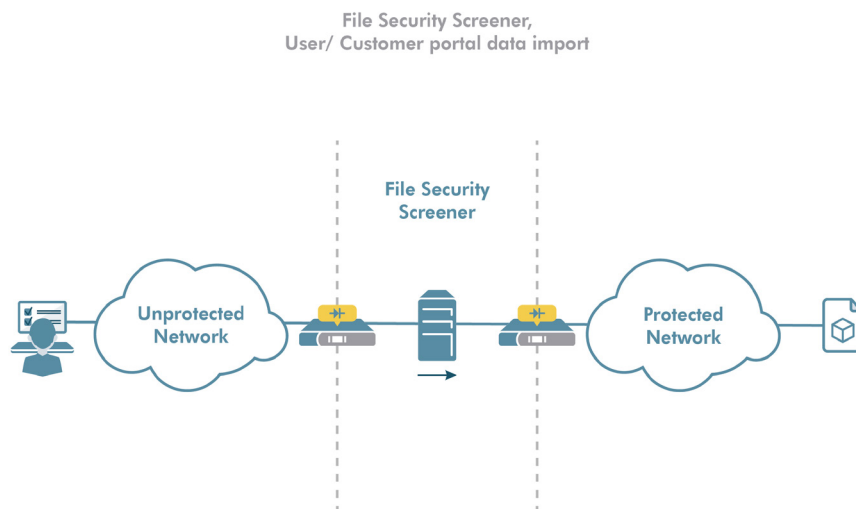 File Security Screener,
User/ Customer portal data import
File Security
Screener
Unprotected
Network
Protected
Network